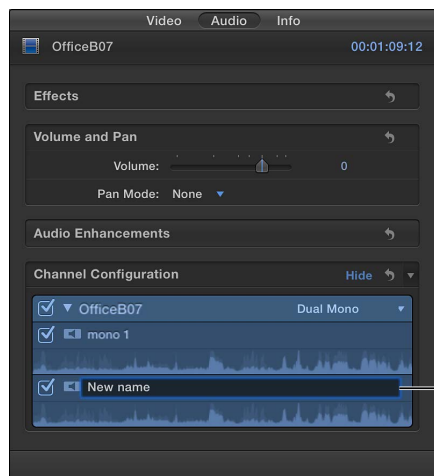 Video Audio Info
OfficeB07 00:01:09:12
Effects
Volume and Pan
Volume: 0
Pan Mode: None
Audio Enhancements
Channel Configuration Hide
OfficeB07 Dual Mono
mono 1
New name